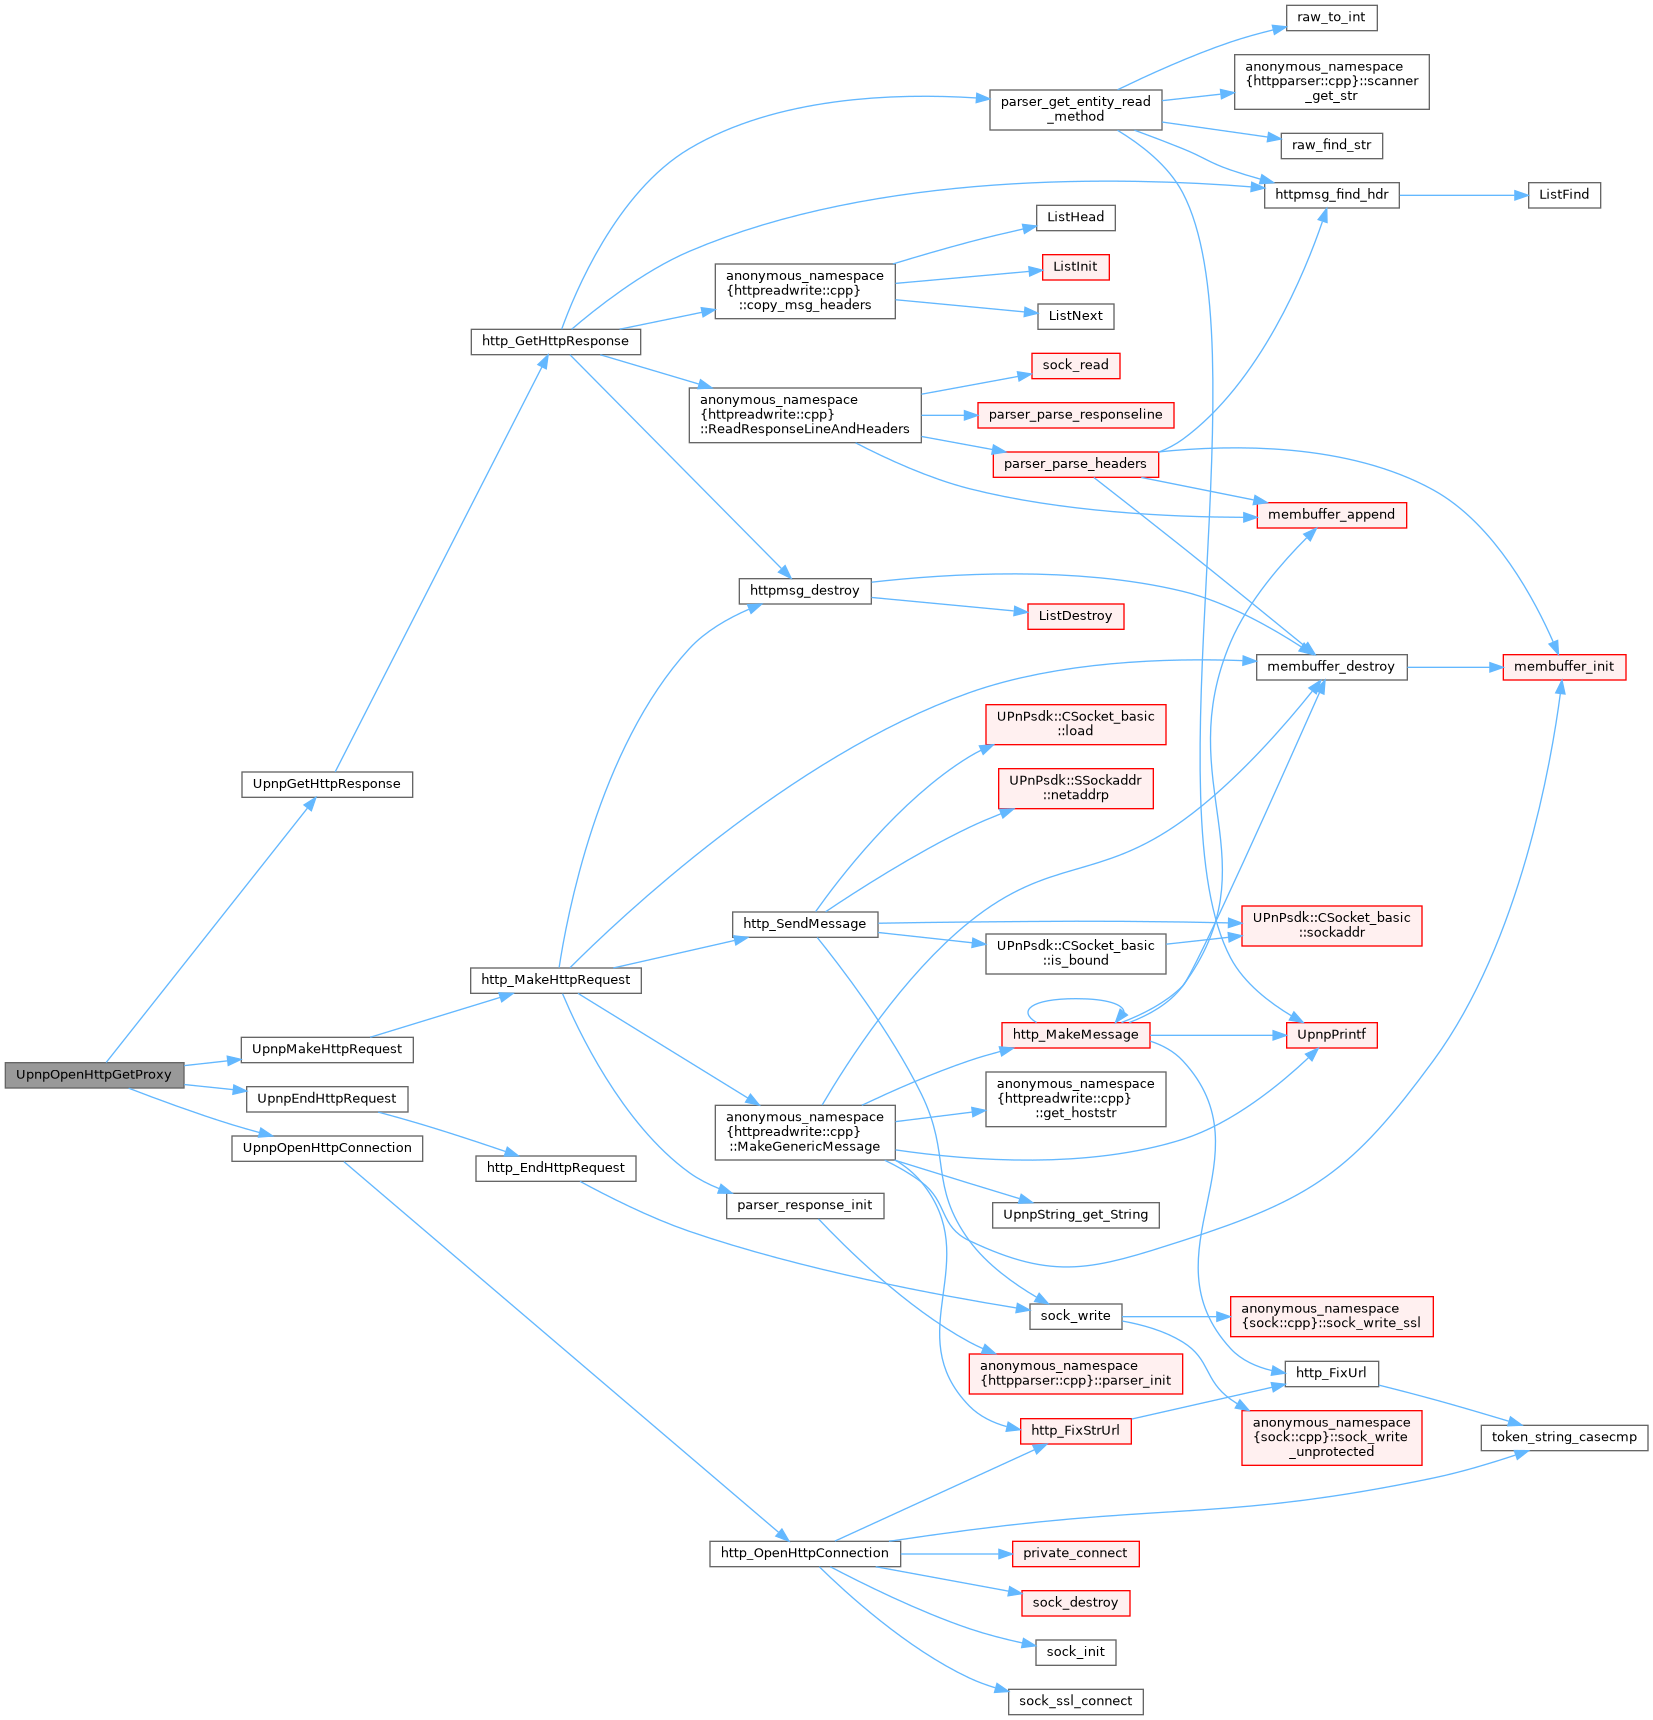 raw_to_int
anonymous_namespace
{httpparser::cpp}::scanner
_get_str
parser_get_entity_read
_method
raw_find_str
httpmsg_find_hdr
ListFind
ListHead
ListInit
anonymous_namespace
{httpreadwrite::cpp}
::copy_msg_headers
ListNext
http_GetHttpResponse
sock_read
anonymous_namespace
{httpreadwrite::cpp}
::ReadResponseLineAndHeaders
parser_parse_responseline
parser_parse_headers
membuffer_append
httpmsg_destroy
ListDestroy
membuffer_destroy
membuffer_init
UPnPsdk::CSocket_basic
::load
UpnpGetHttpResponse
UPnPsdk::SSockaddr
::netaddrp
http_SendMessage
UPnPsdk::CSocket_basic
::sockaddr
UPnPsdk::CSocket_basic
::is_bound
http_MakeHttpRequest
http_MakeMessage
UpnpPrintf
UpnpMakeHttpRequest
UpnpOpenHttpGetProxy
UpnpEndHttpRequest
anonymous_namespace
{httpreadwrite::cpp}
::get_hoststr
anonymous_namespace
{httpreadwrite::cpp}
::MakeGenericMessage
UpnpOpenHttpConnection
http_EndHttpRequest
parser_response_init
UpnpString_get_String
sock_write
anonymous_namespace
{sock::cpp}::sock_write_ssl
anonymous_namespace
{httpparser::cpp}::parser_init
http_FixUrl
http_FixStrUrl
anonymous_namespace
{sock::cpp}::sock_write
_unprotected
token_string_casecmp
http_OpenHttpConnection
private_connect
sock_destroy
sock_init
sock_ssl_connect